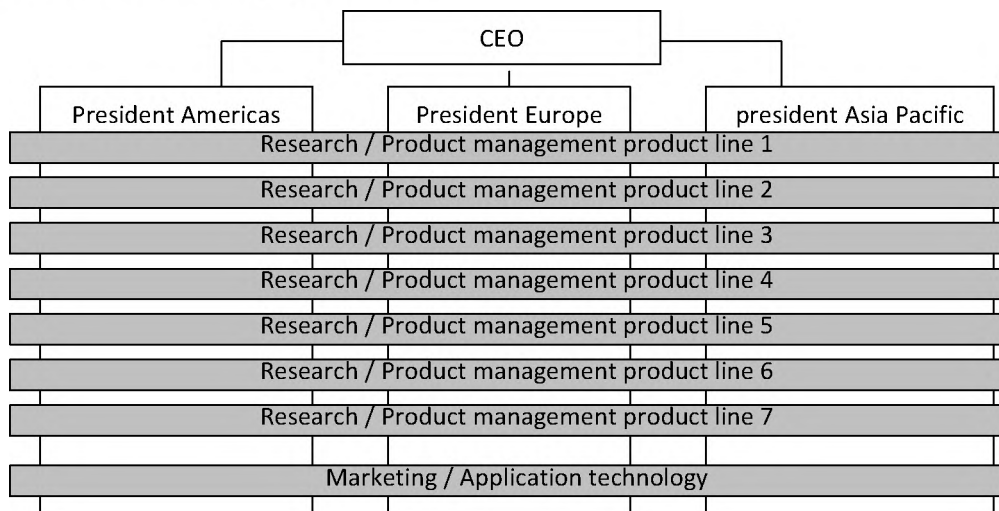 CEO
President Americas
President Europe
president Asia Pacific
Research / Product management product line 1
Research / Product management product line 2
Research / Product management product line 3
Research / Product management product line 4
Research / Product management product line 5
Research / Product management product line 6
Research / Product management product line 7
Marketing / Application technology